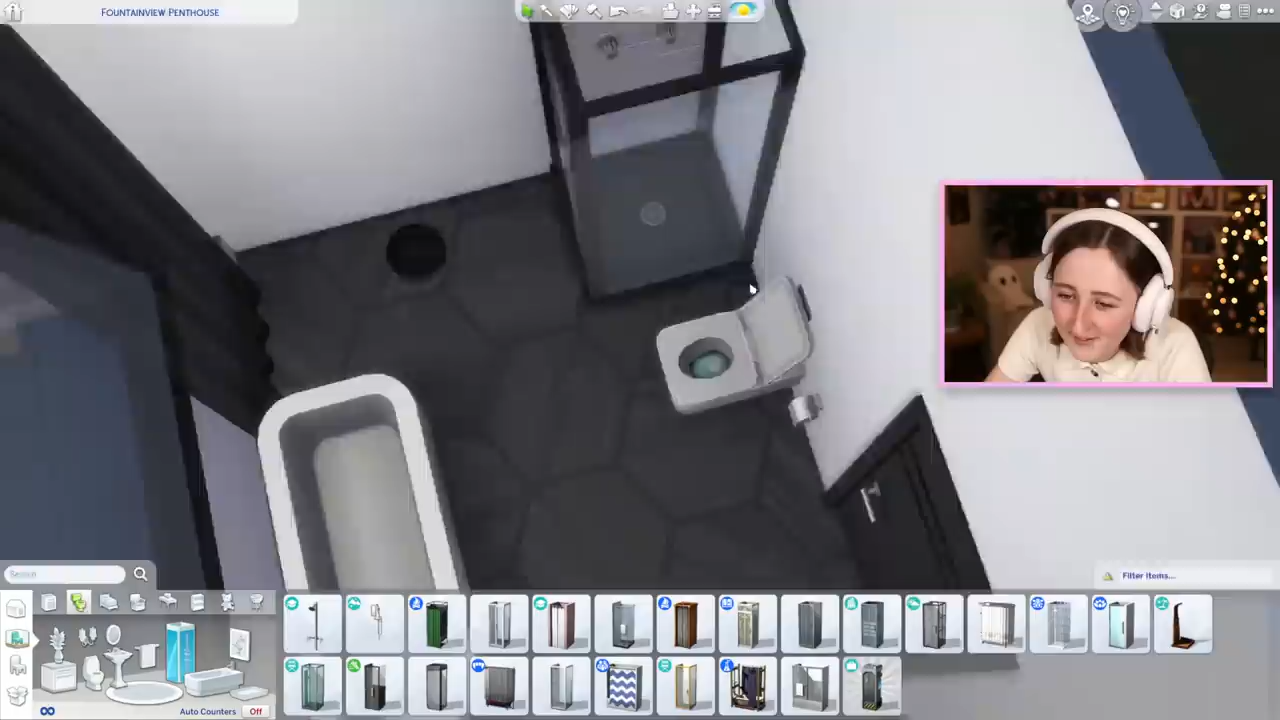 FOUNTAINVIEW PENTHOUSE
Search
Filter Items...
Auto Counters
Off